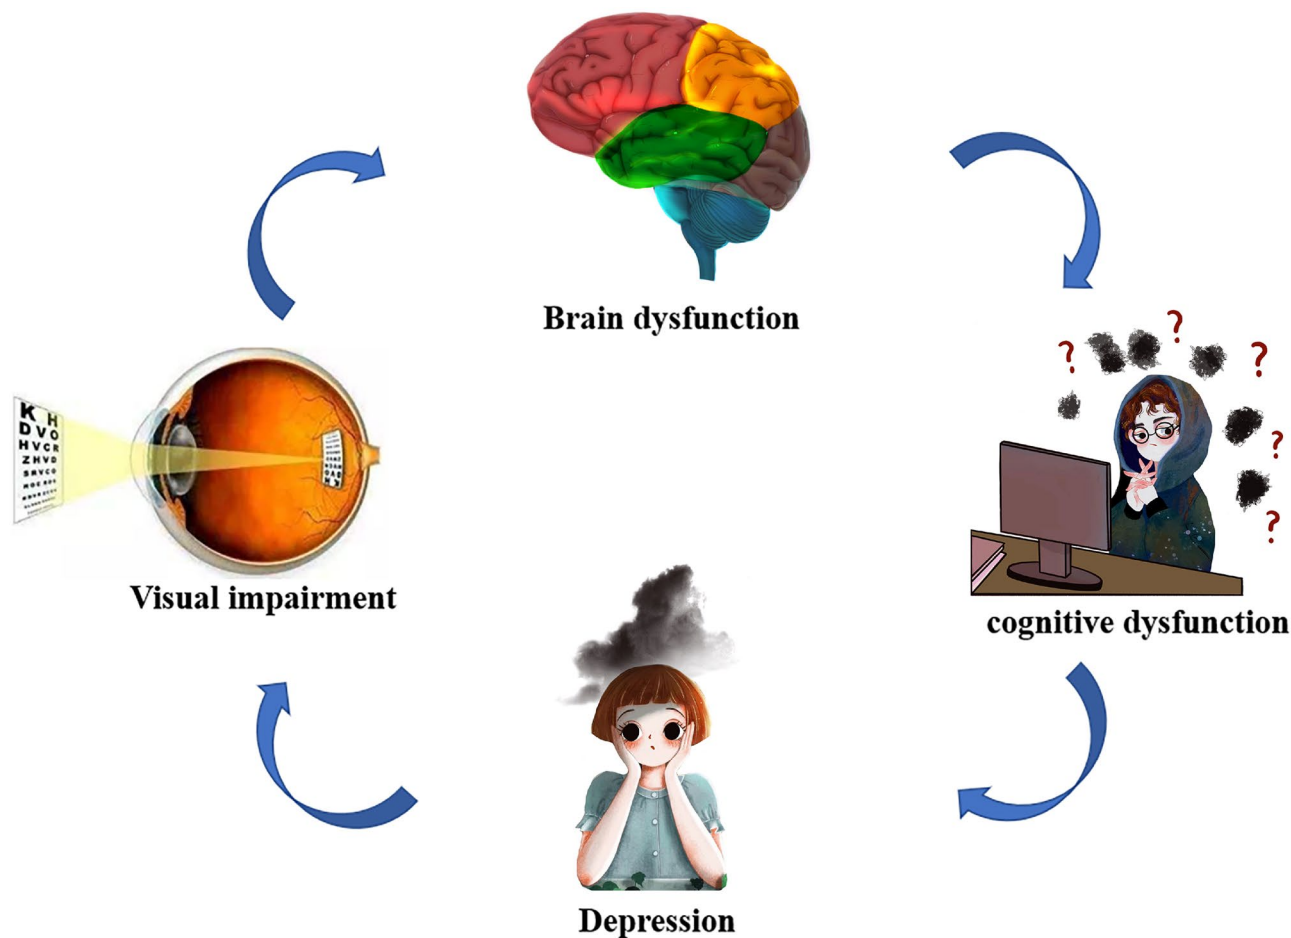 Brain dysfunction
?
?
?
?
?
K H
D V O
H V C R
Z H V D
S R V C O
Visual impairment
cognitive dysfunction
Depression